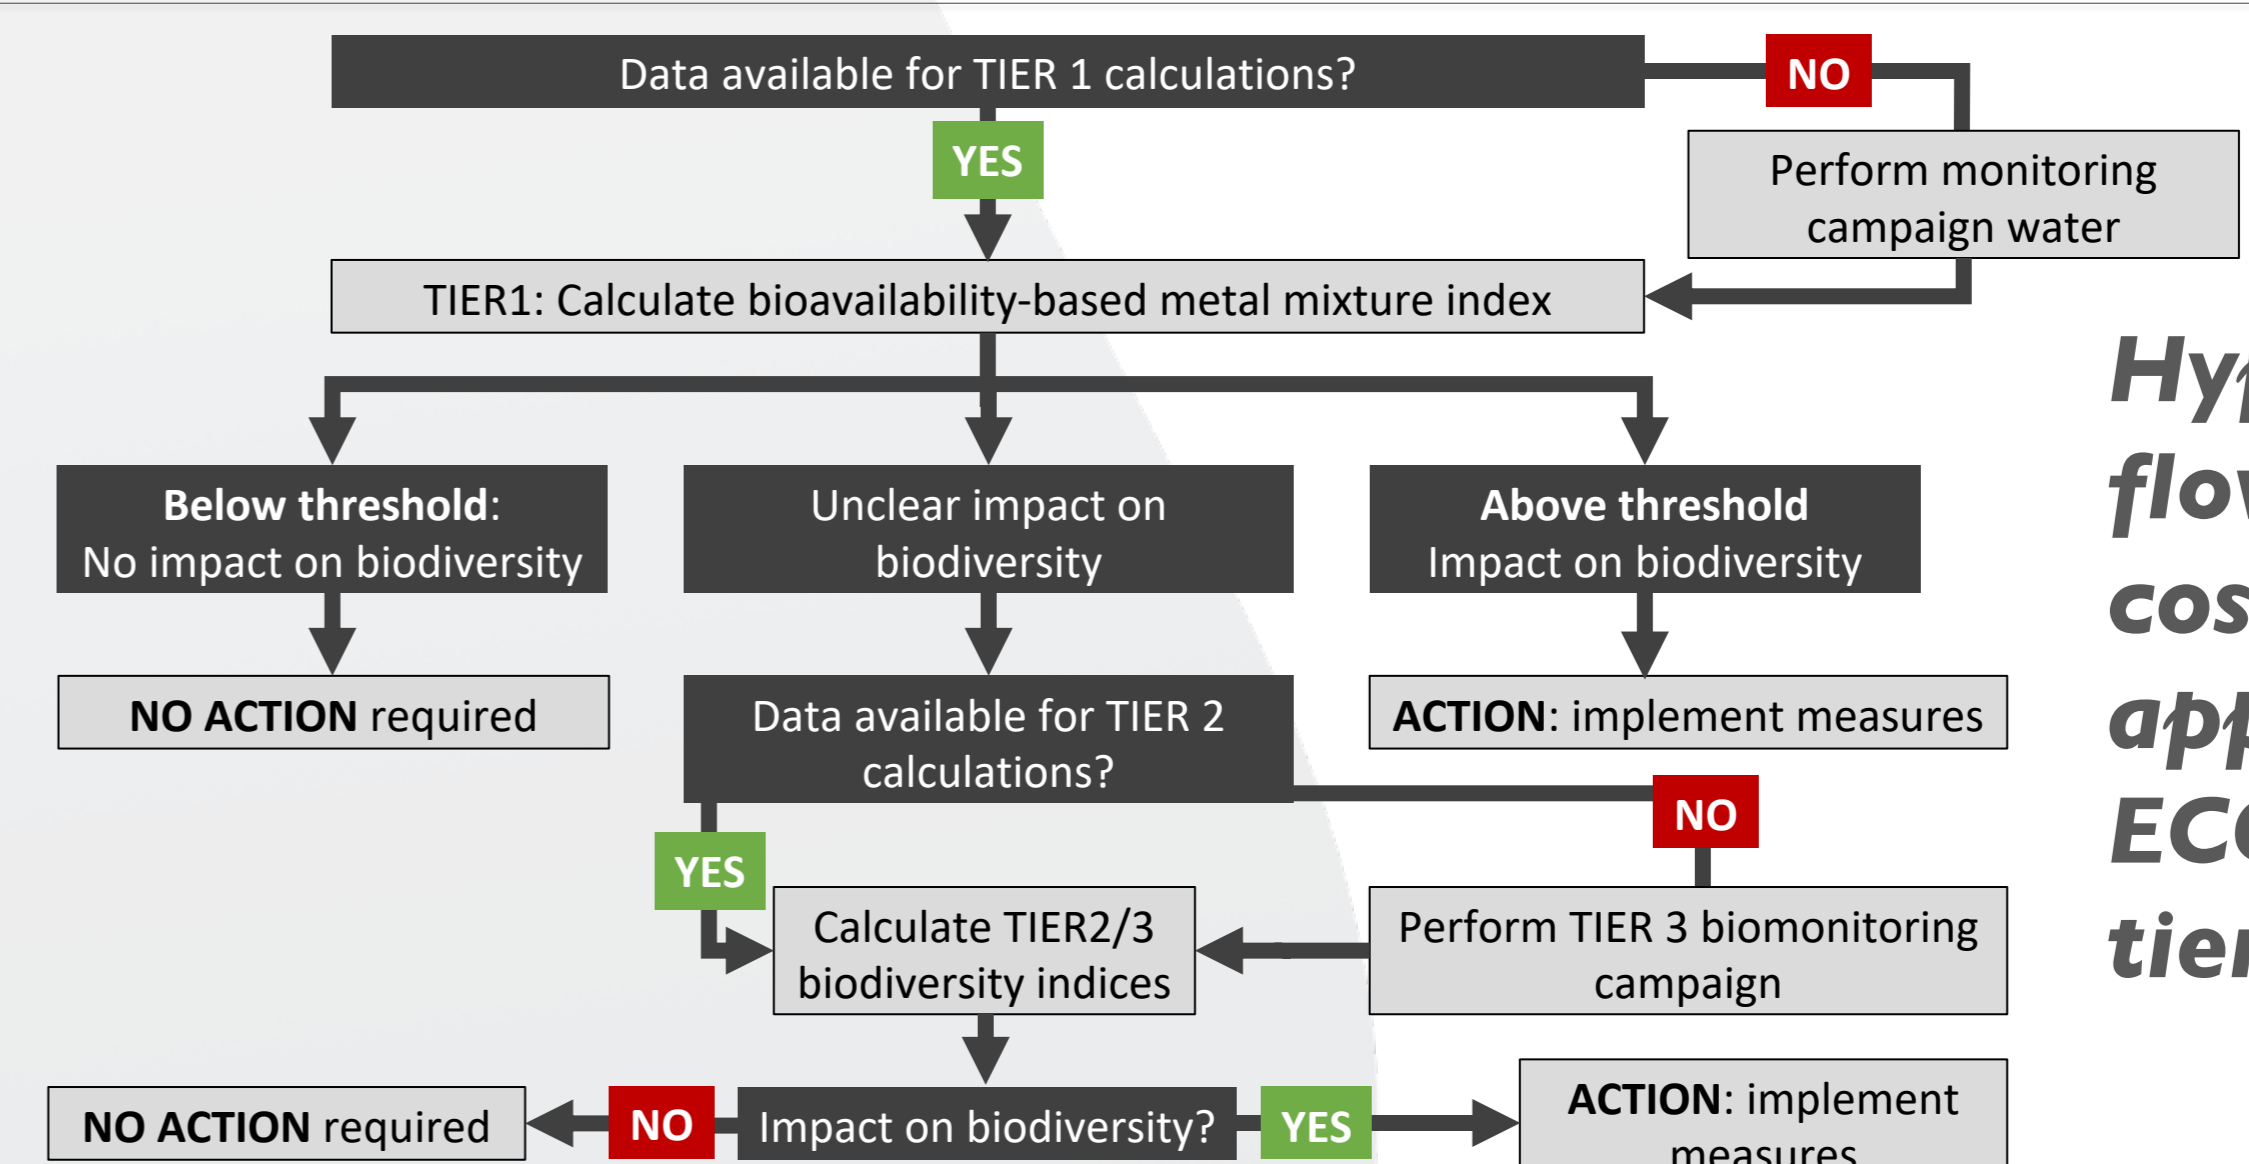 Data available for TIER 1 calculations?
NO
YES
Perform monitoring
campaign water
TIER1: Calculate bioavailability-based metal mixture index
Below threshold:
No impact on biodiversity
Unclear impact on
biodiversity
Above threshold
Impact on biodiversity
NO ACTION required
Data available for TIER 2
calculations?
ACTION: implement measures
NO
YES
Calculate TIER2/3
biodiversity indices
Perform TIER 3 biomonitoring
campaign
NO ACTION required
NO
Impact on biodiversity?
YES
ACTION: implement
measures